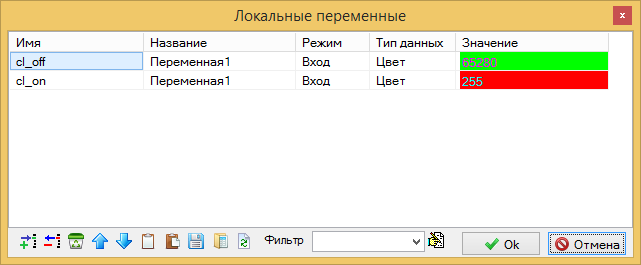 Локальные переменные
Имя Название Режим Тип данных Значение
cl_off Переменная1 Вход Цвет 65280
cl_on Переменная1 Вход Цвет 255
Фильтр Ok Отмена